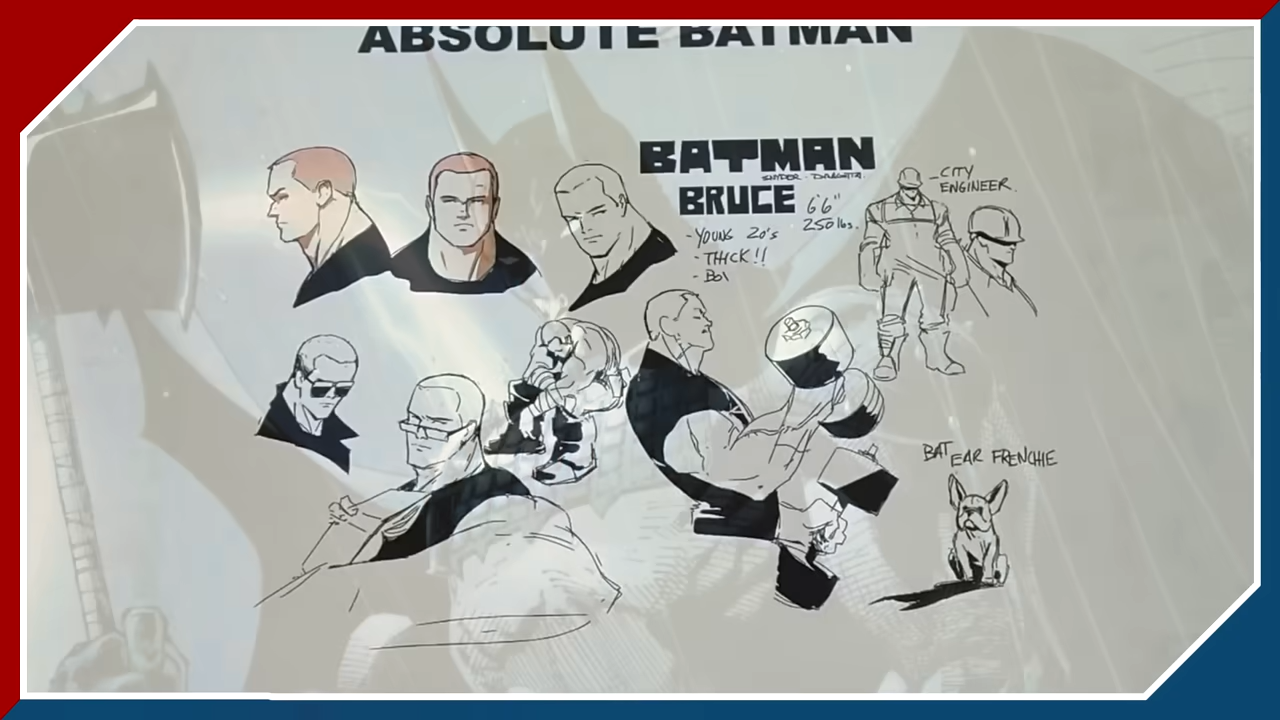 ABSOLUTE BATMAN
BATMAN
SNYDER - DRAGOTTA.
BRUCE
6'6"
250 lbs.
- YOUNG 20's
- THICK!!
- CITY
ENGINEER.
BAT EAR FRENCHIE